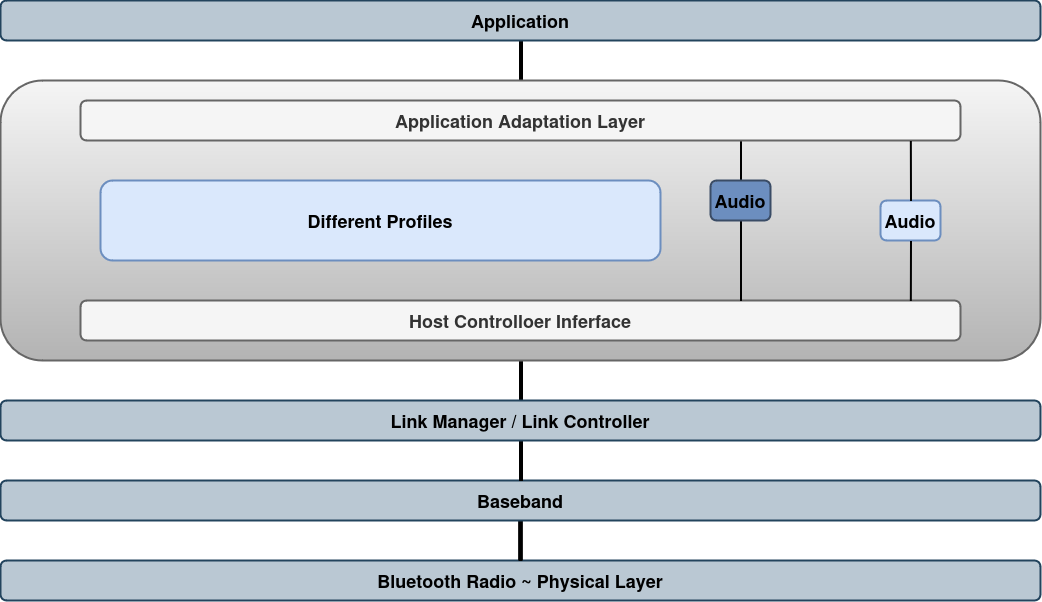 Application
Application Adaptation Layer
Audio
Different Profiles
Audio
Host Controlloer Inferface
Link Manager / Link Controller
Baseband
Bluetooth Radio ~ Physical Layer